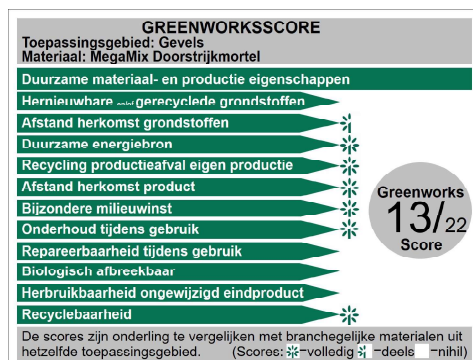 GREENWORKSSCORE
Toepassingsgebied: Gevels
Materiaal: MegaMix Doorstrijkmortel
Duurzame materiaal- en productie eigenschappen
Hernieuwbare en/of gerecyclede grondstoffen
Afstand herkomst grondstoffen
Duurzame energiebron
Recycling productieafval eigen productie
Afstand herkomst product
Bijzondere milieuwinst
Onderhoud tijdens gebruik
Repareerbaarheid tijdens gebruik
Biologisch afbreekbaar
Herbruikbaarheid ongewijzigd eindproduct
Recyclebaarheid
Greenworks
13/22
Score
De scores zijn onderling te vergelijken met branchegelijke materialen uit
hetzelfde toepassingsgebied. (Scores: =volledig =deels =nihil)